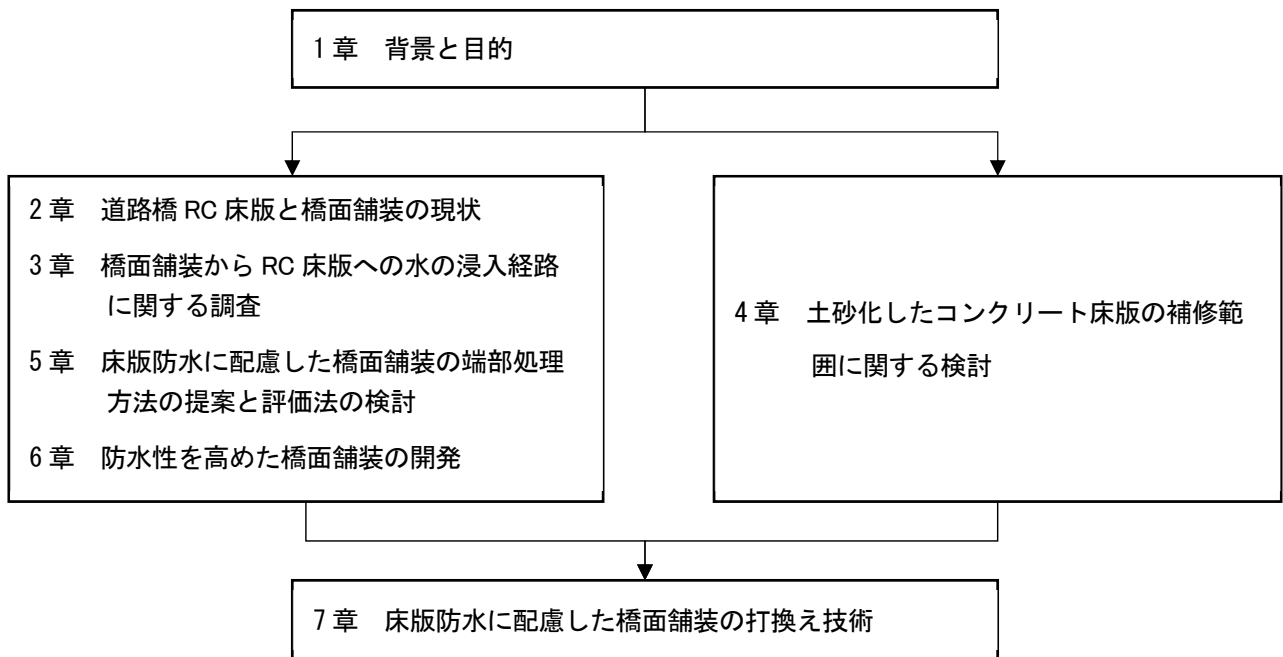 1章 背景と目的
2章 道路橋 RC 床版と橋面舗装の現状
3章 橋面舗装から RC 床版への水の浸入経路
に関する調査
5章 床版防水に配慮した橋面舗装の端部処理
方法の提案と評価法の検討
6章 防水性を高めた橋面舗装の開発
4章 土砂化したコンクリート床版の補修範
囲に関する検討
7章 床版防水に配慮した橋面舗装の打換え技術